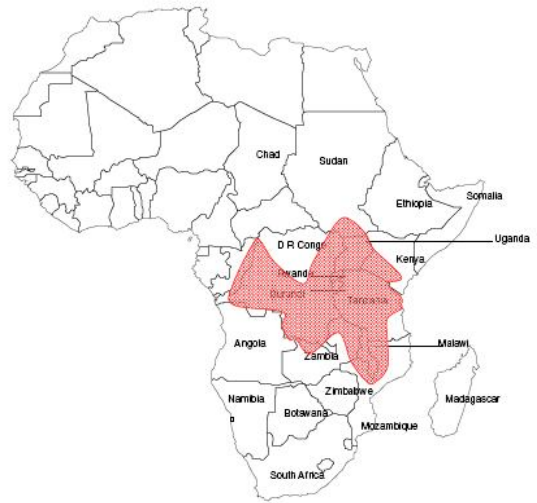 Chad
Sudan
Ethiopia
Somalia
Uganda
D R Congo
Kenya
Rwanda
Burundi
Tanzania
Angola
Malawi
Zambia
Zimbabwe
Namibia
Botswana
Madagascar
Mozambique
South Africa